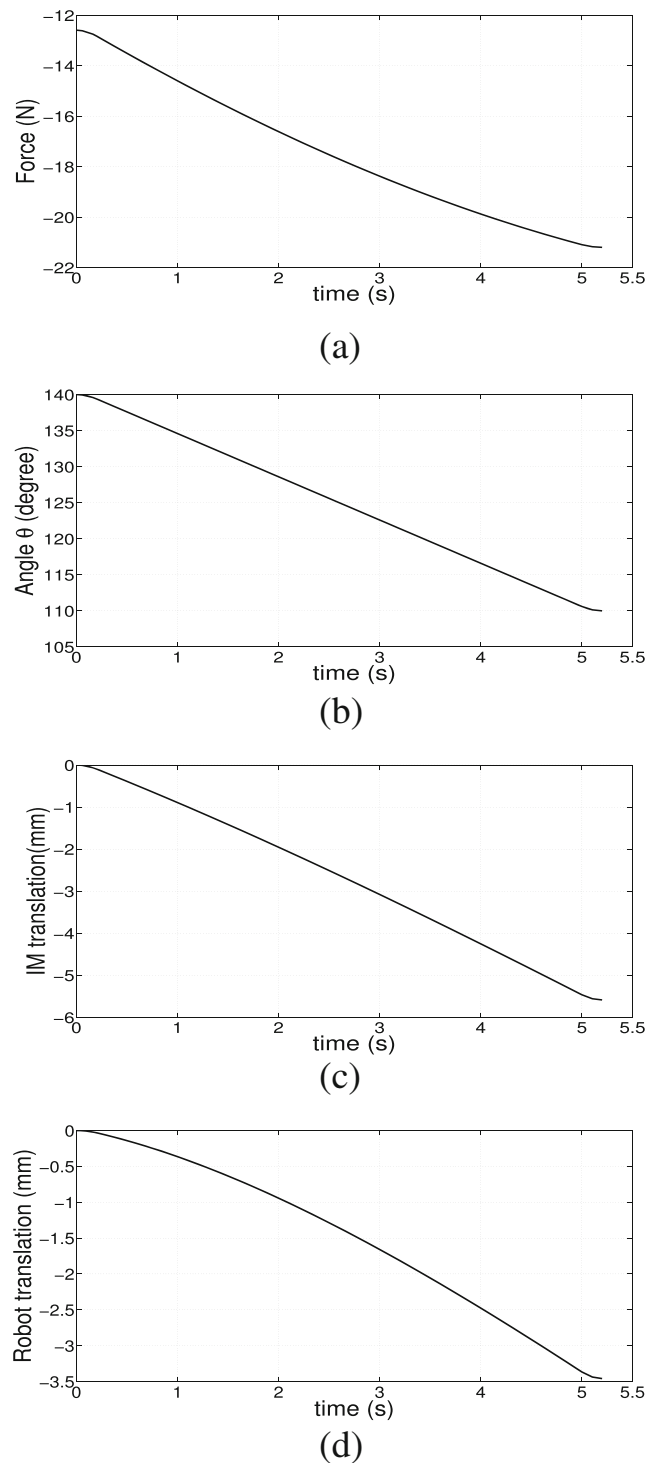 −12
−14
−16
−18
−20
−22
Force (N)
0 1 2 3 4 5 5.5
time (s)
(a)
140
135
130
125
120
115
110
105
Angle θ (degree)
0 1 2 3 4 5 5.5
time (s)
(b)
0
−1
−2
−3
−4
−5
−6
IM translation(mm)
0 1 2 3 4 5 5.5
time (s)
(c)
0
−0.5
−1
−1.5
−2
−2.5
−3
−3.5
Robot translation (mm)
0 1 2 3 4 5 5.5
time (s)
(d)